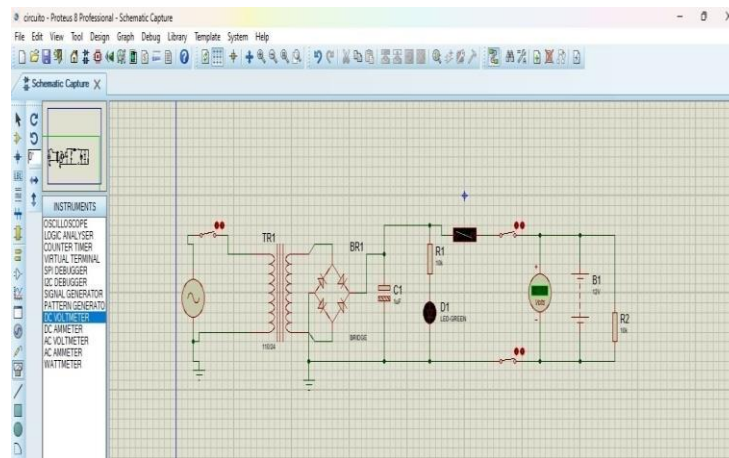 circuito - Proteus 8 Professional - Schematic Capture
File Edit View Tool Design Graph Debug Library Template System Help
Schematic Capture
INSTRUMENTS
OSCILLOSCOPE
LOGIC ANALYSER
COUNTER TIMER
VIRTUAL TERMINAL
SPI DEBUGGER
I2C DEBUGGER
SIGNAL GENERATOR
PATTERN GENERATO
DC VOLTMETER
DC AMMETER
AC VOLTMETER
AC AMMETER
WATTMETER
TR1
BR1
BRIDGE
C1
1uF
R1
10k
D1
LED-GREEN
Volts
B1
12V
R2
10k